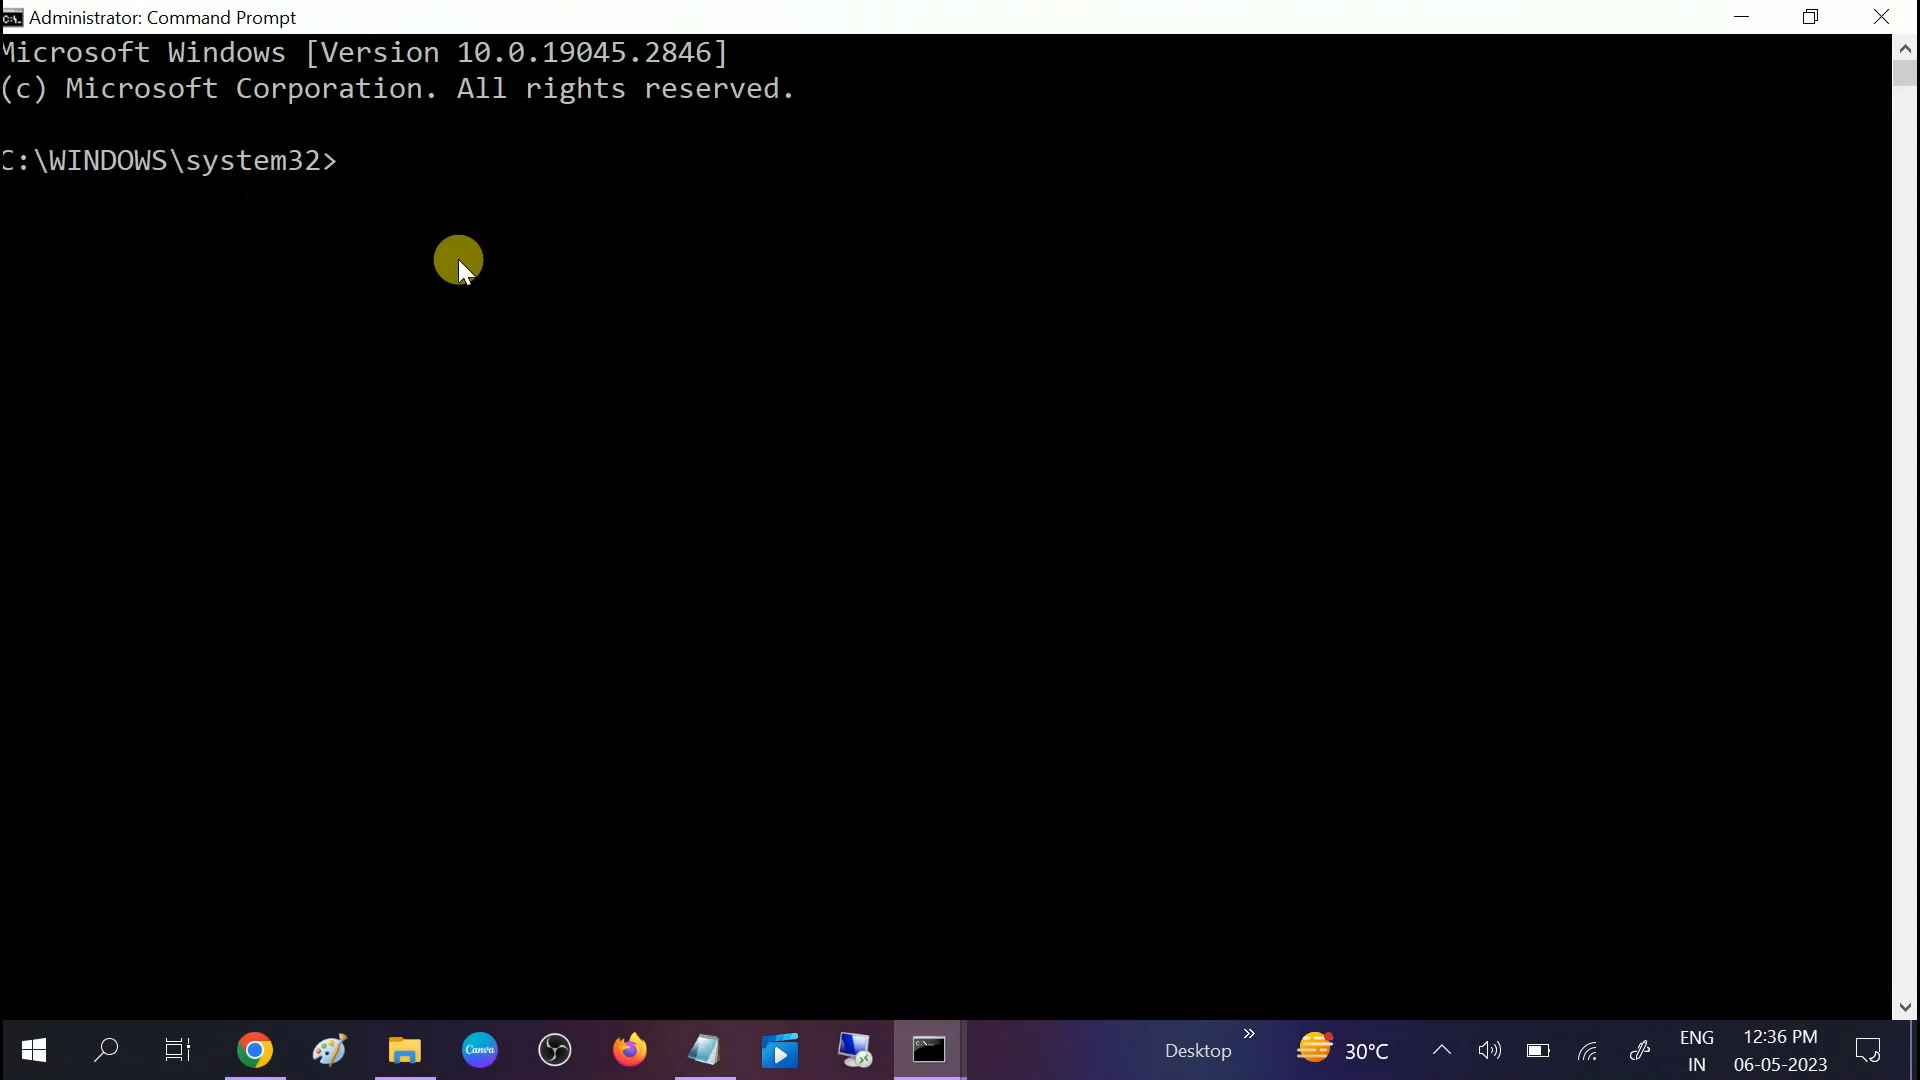 Administrator: Command Prompt
Microsoft Windows [Version 10.0.19045.2846]
(c) Microsoft Corporation. All rights reserved.
C:\WINDOWS\system32>
Canva
Desktop
30°C
ENG
IN
12:36 PM
06-05-2023